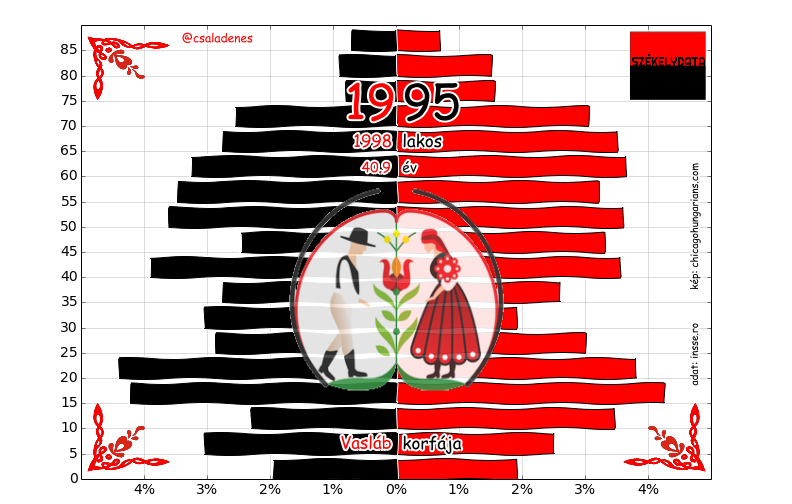 @csaladenes
SZÉKELYDATA
1995
1998 lakos
40.9 év
kép: chicagohungarians.com
adat: insse.ro
Vasláb korfája
85
80
75
70
65
60
55
50
45
40
35
30
25
20
15
10
5
0
4% 3% 2% 1% 0% 1% 2% 3% 4%